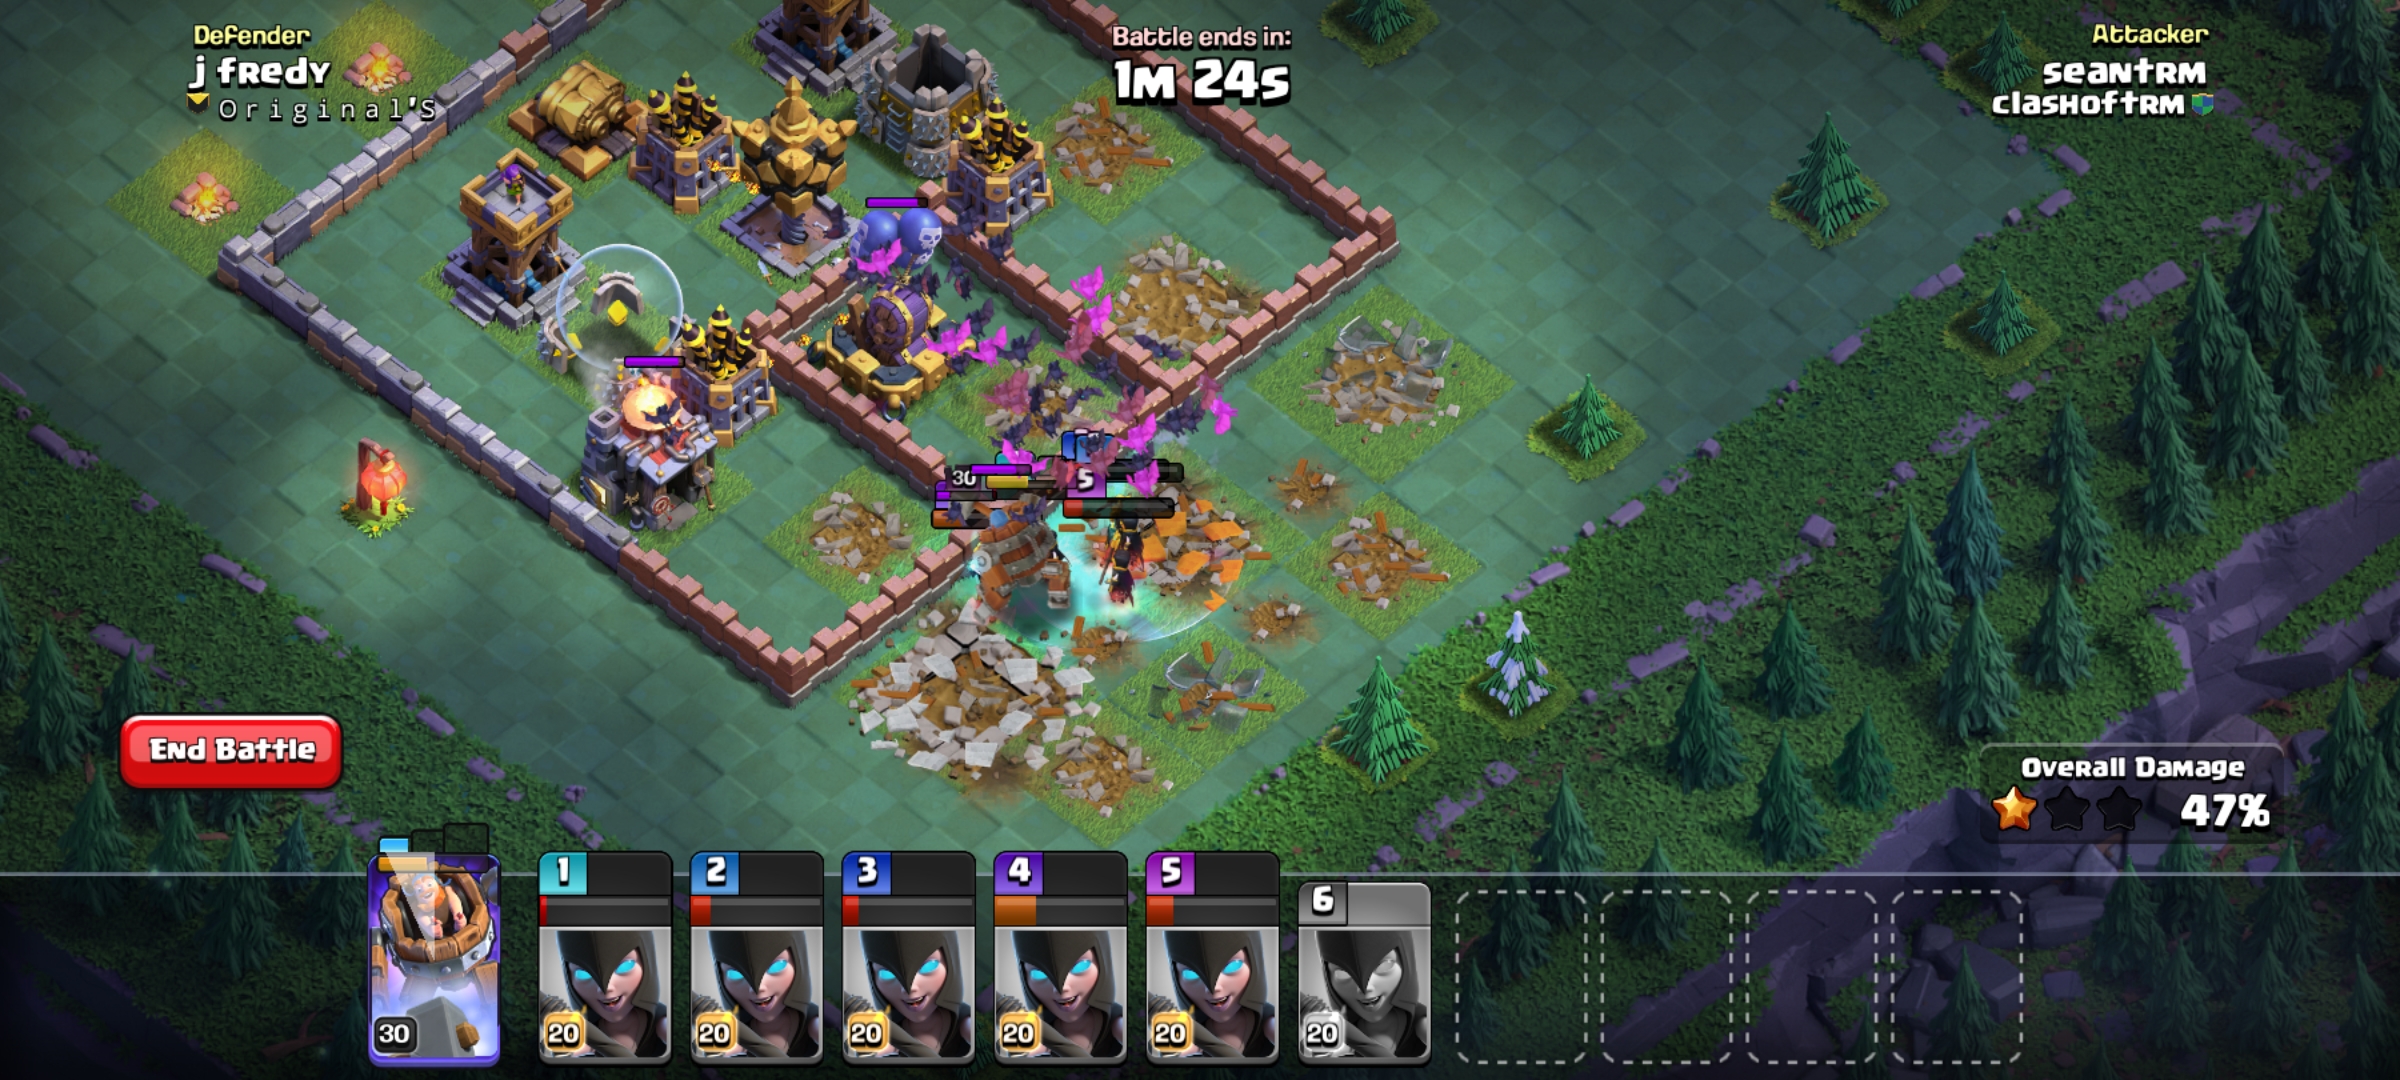 Defender
j fredy
Original'S
Battle ends in:
1M 24s
Attacker
seantrm
clashoftrm
30
5
End Battle
Overall Damage
47%
30
1
20
2
20
3
20
4
20
5
20
6
20